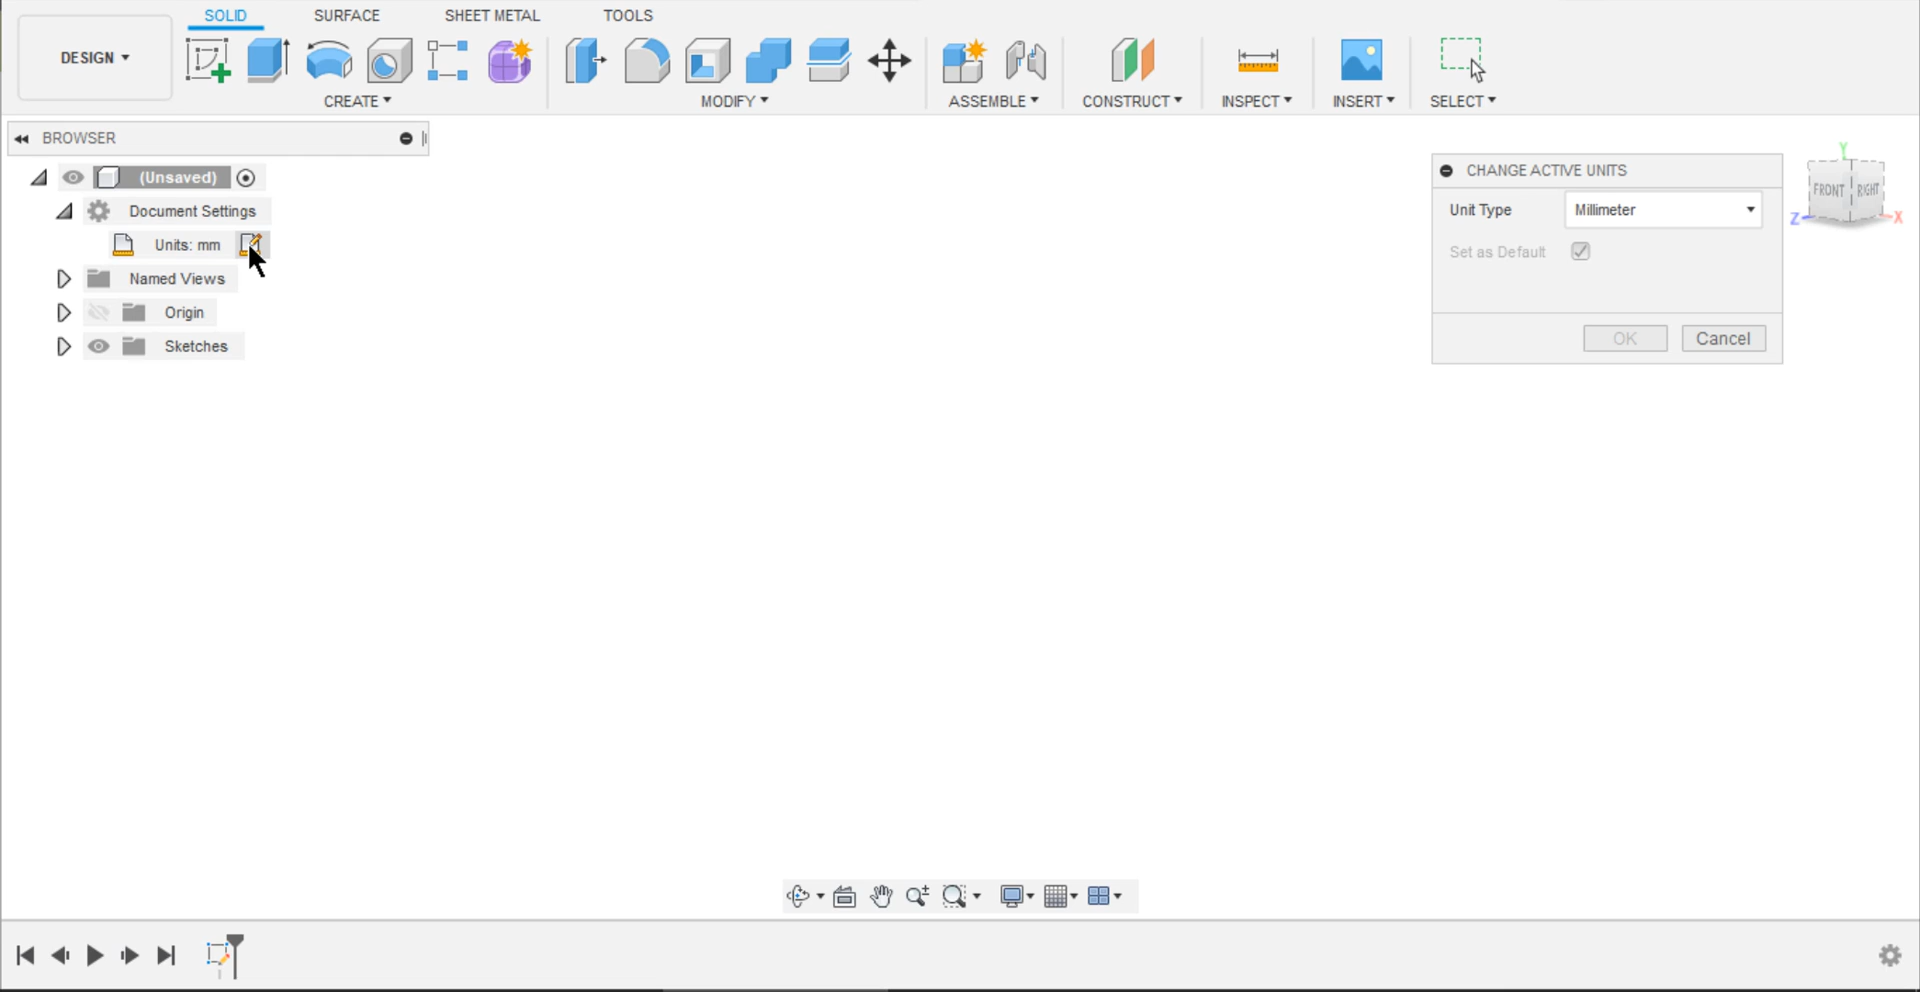 SOLID SURFACE SHEET METAL TOOLS
DESIGN
CREATE MODIFY ASSEMBLE CONSTRUCT INSPECT INSERT SELECT
BROWSER
(Unsaved)
Document Settings
Units: mm
Named Views
Origin
Sketches
CHANGE ACTIVE UNITS
Unit Type Millimeter
Set as Default
OK Cancel
Y
FRONT RIGHT
Z X